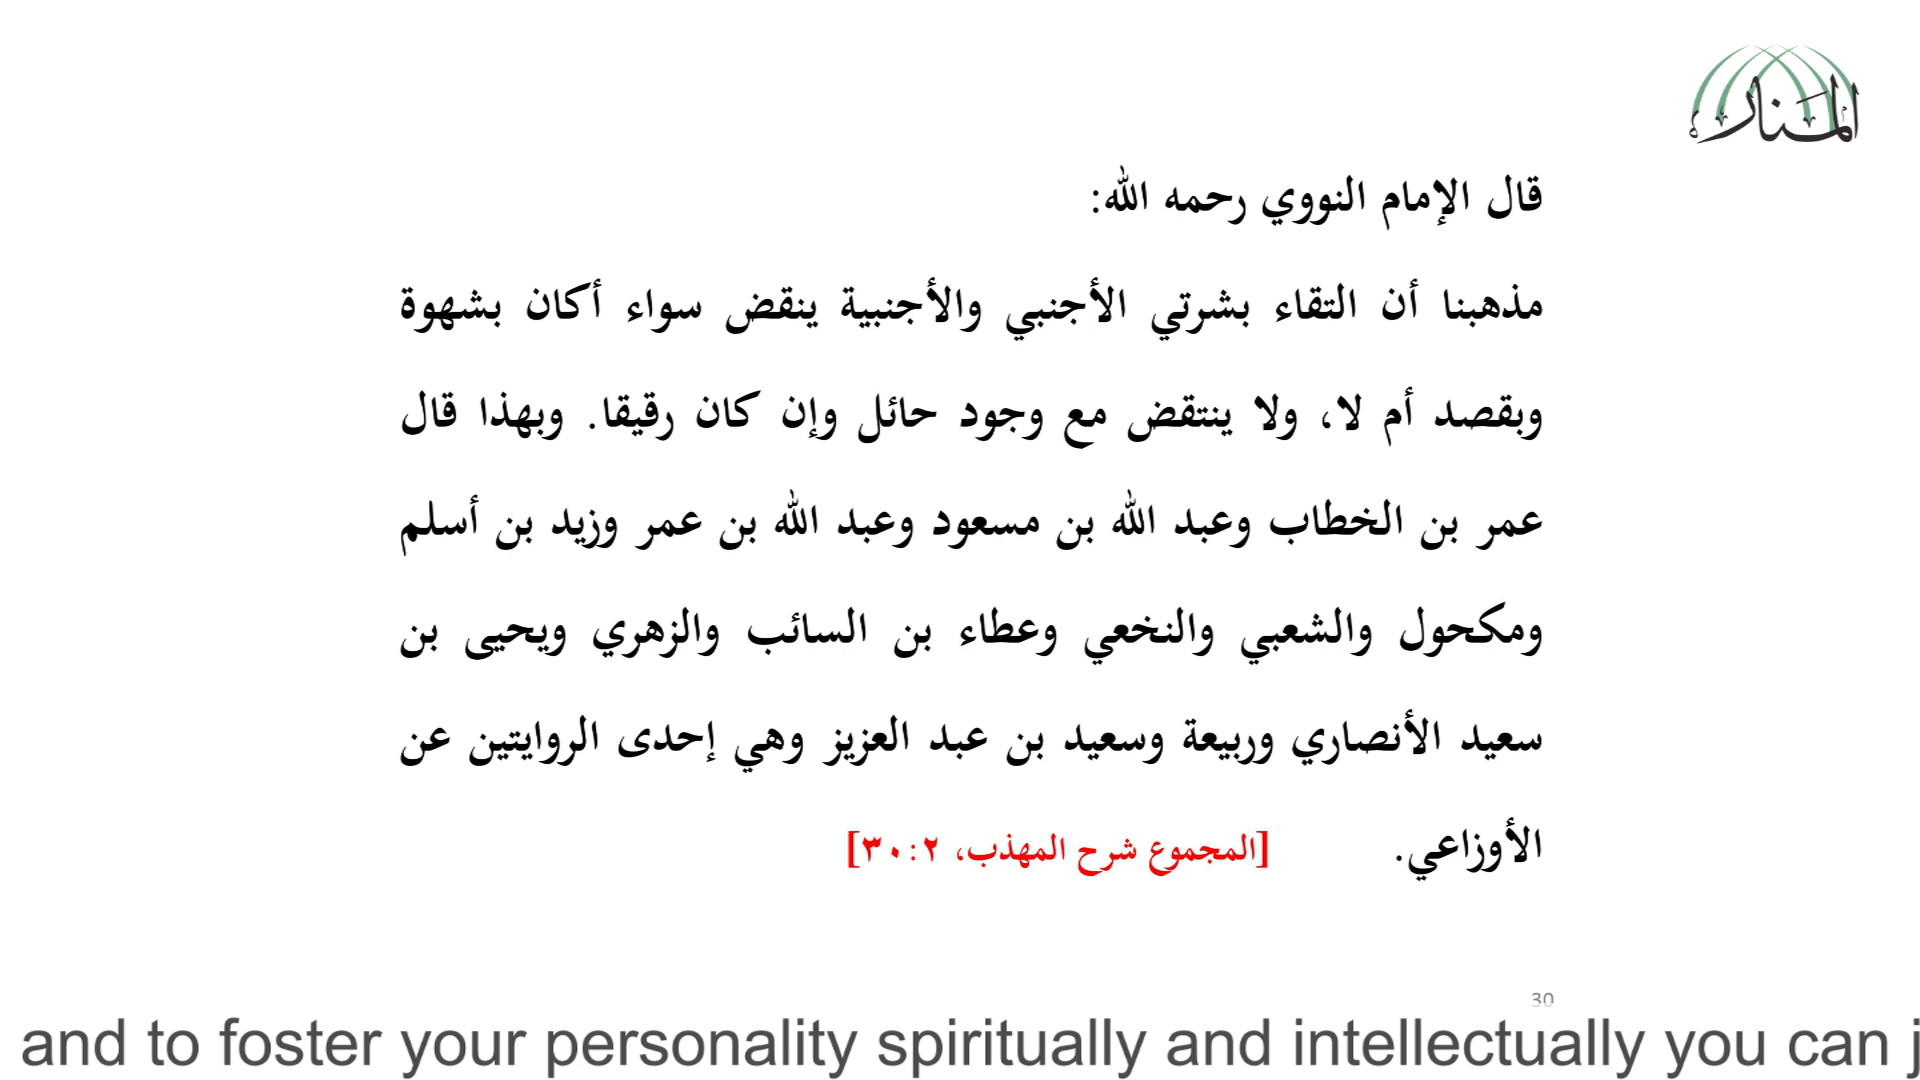 المنار
قال الإمام النووي رحمه الله:
مذهبنا أن التقاء بشرتي الأجنبي والأجنبية ينقض سواء أكان بشهوة
وبقصد أم لا، ولا ينتقض مع وجود حائل وإن كان رقيقا. وبهذا قال
عمر بن الخطاب وعبد الله بن مسعود وعبد الله بن عمر وزيد بن أسلم
ومكحول والشعبي والنخعي وعطاء بن السائب والزهري ويحيى بن
سعيد الأنصاري وربيعة وسعيد بن عبد العزيز وهي إحدى الروايتين عن
الأوزاعي. [المجموع شرح المهذب، ٢:٣٠]
30
and to foster your personality spiritually and intellectually you can j